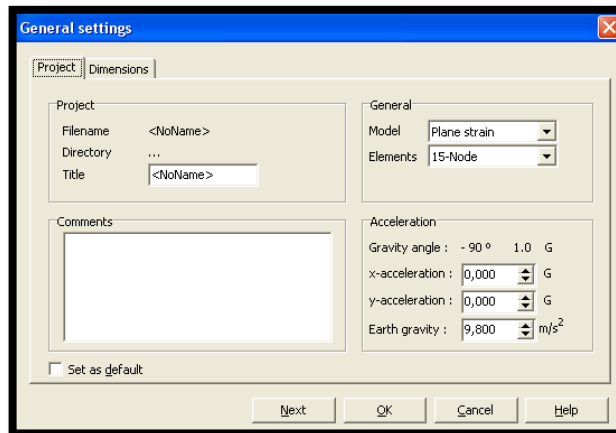 General settings
Project
Dimensions
Project
Filename <NoName>
Directory ...
Title <NoName>
General
Model Plane strain
Elements 15-Node
Comments
Acceleration
Gravity angle : - 90 º 1.0 G
x-acceleration : 0,000 G
y-acceleration : 0,000 G
Earth gravity : 9,800 m/s²
Set as default
Next
OK
Cancel
Help